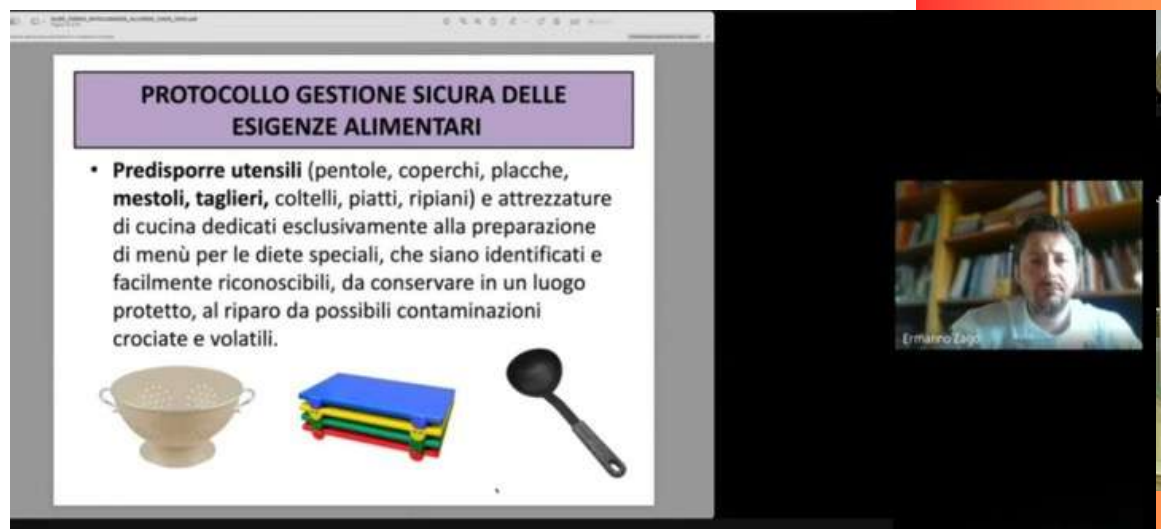 PROTOCOLLO GESTIONE SICURA DELLE
ESIGENZE ALIMENTARI
• Predisporre utensili (pentole, coperchi, placche,
mestoli, taglieri, coltelli, piatti, ripiani) e attrezzature
di cucina dedicati esclusivamente alla preparazione
di menù per le diete speciali, che siano identificati e
facilmente riconoscibili, da conservare in un luogo
protetto, al riparo da possibili contaminazioni
crociate e volatili.
Ermanno Zago